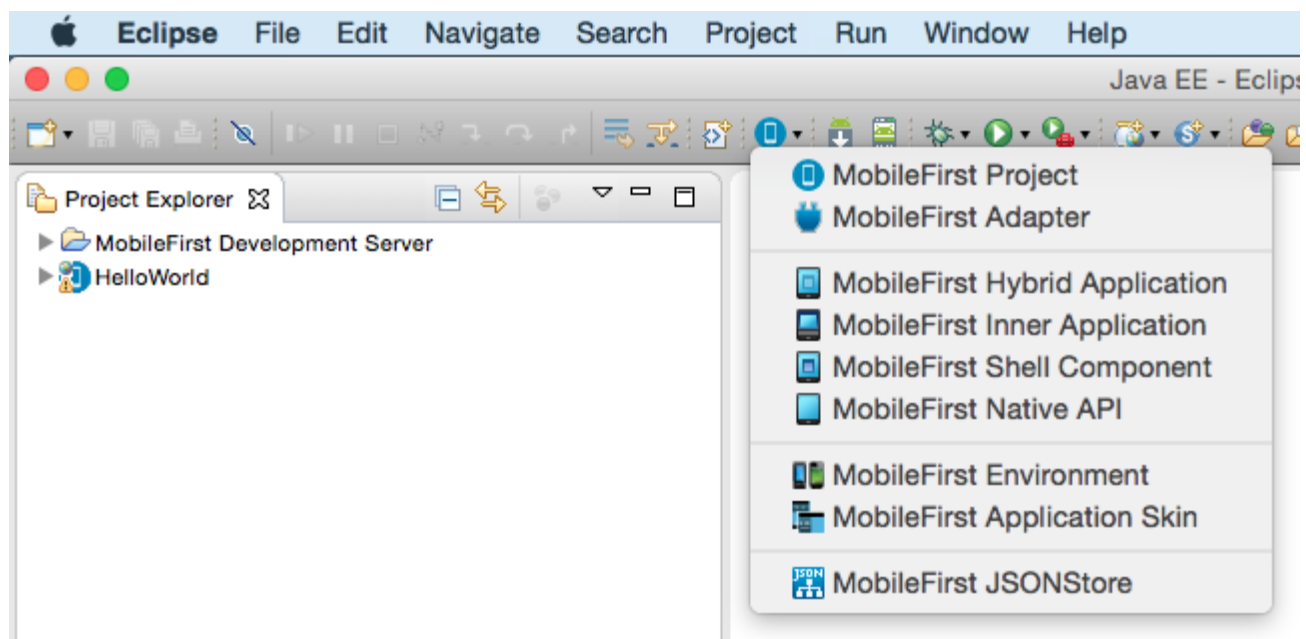 Eclipse File Edit Navigate Search Project Run Window Help
Java EE - Eclips
Project Explorer
MobileFirst Development Server
HelloWorld
MobileFirst Project
MobileFirst Adapter
MobileFirst Hybrid Application
MobileFirst Inner Application
MobileFirst Shell Component
MobileFirst Native API
MobileFirst Environment
MobileFirst Application Skin
JSON MobileFirst JSONStore